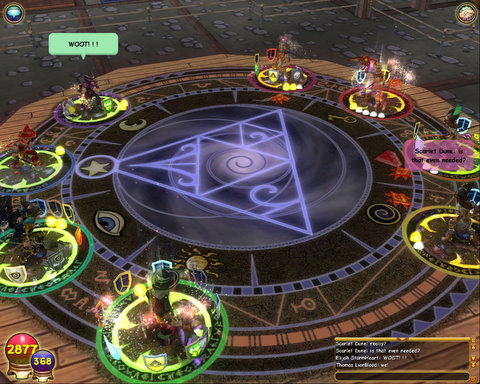 WOOT! ! !
Scarlet Dune: is
that even needed?
2877
368
Scarlet Dune: really?
Scarlet Dune: is that even needed?
Elijah StormHeart: WOOT! ! !
Thomas LionBlood: we!